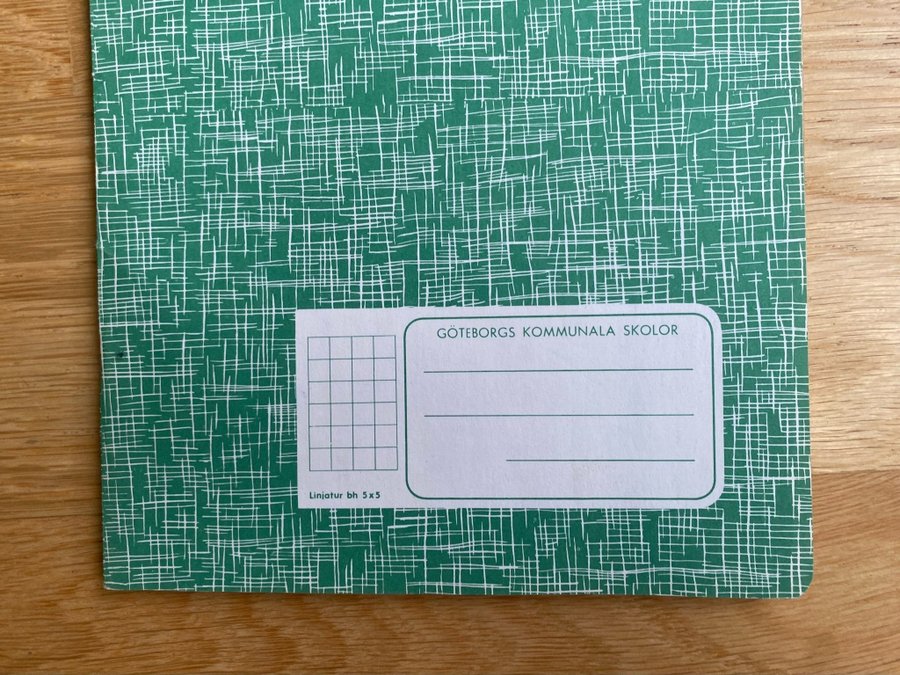 GÖTEBORGS KOMMUNALA SKOLOR
Linjatur bh 5x5